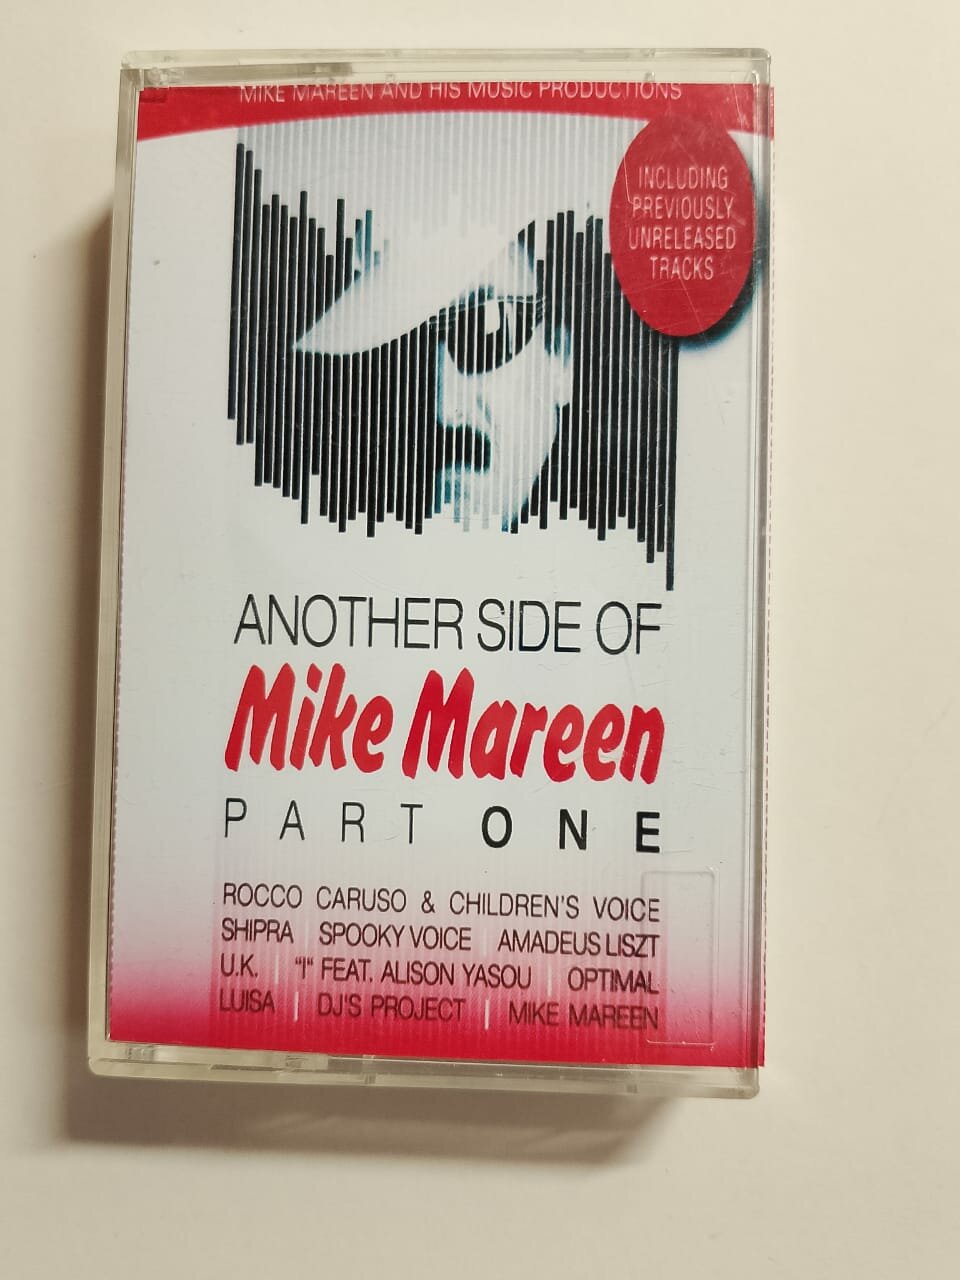 MIKE MAREEN AND HIS MUSIC PRODUCTIONS
INCLUDING
PREVIOUSLY
UNRELEASED
TRACKS
ANOTHER SIDE OF
Mike Mareen
PART ONE
ROCCO CARUSO & CHILDREN'S VOICE
SHIPRA | SPOOKY VOICE | AMADEUS LISZT
U.K. | "I" FEAT. ALISON YASOU | OPTIMAL
LUISA | DJ'S PROJECT | MIKE MAREEN